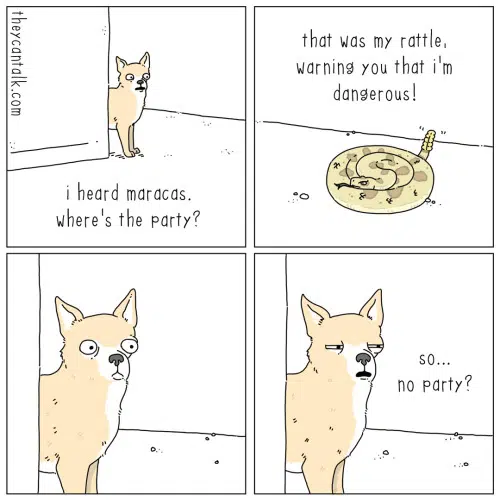 theycantalk.com
i heard maracas.
where's the party?
that was my rattle,
warning you that i'm
dangerous!
so...
no party?